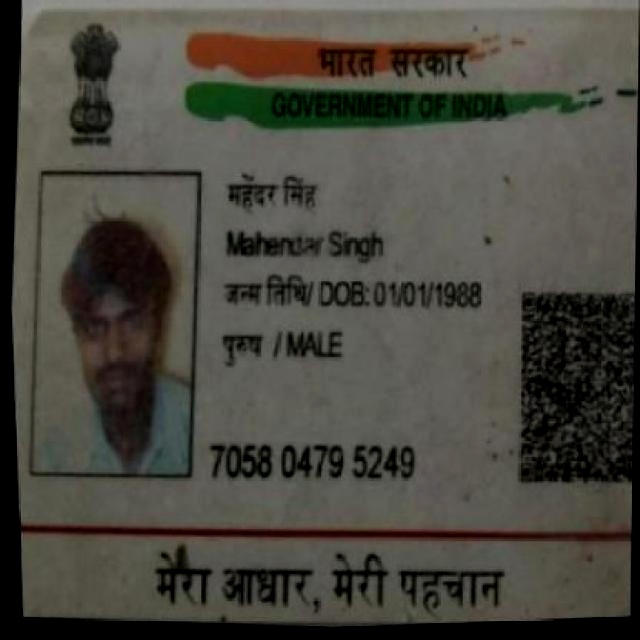 भारत सरकार
GOVERNMENT OF INDIA
महेंदर सिंह
Mahendar Singh
जन्म तिथि/ DOB: 01/01/1988
पुरुष / MALE
7058 0479 5249
मेरा आधार, मेरी पहचान